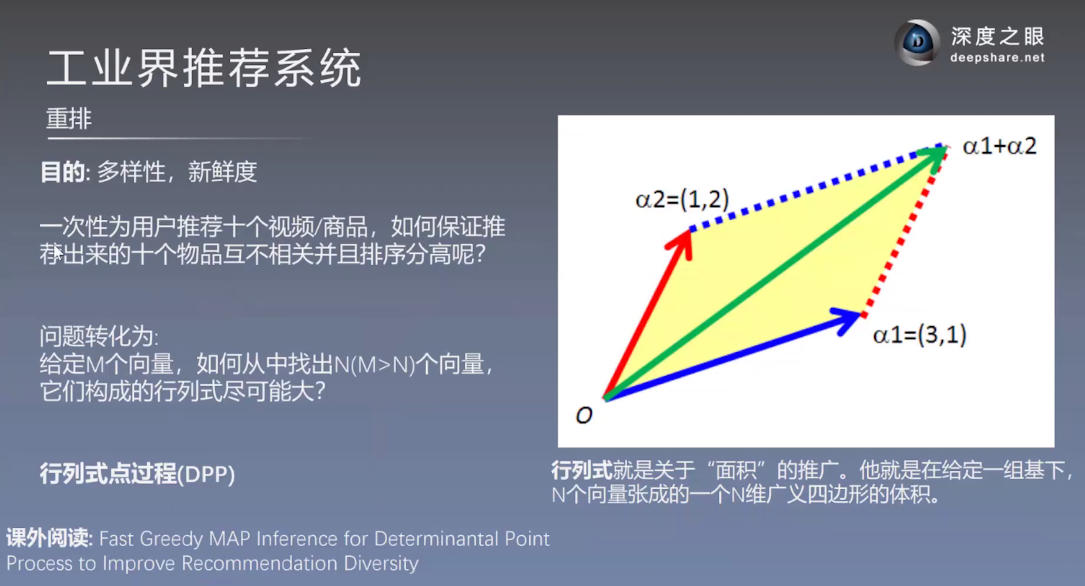 工业界推荐系统
深度之眼
deepshare.net
重排
目的: 多样性，新鲜度
一次性为用户推荐十个视频/商品，如何保证推
荐出来的十个物品互不相关并且排序分高呢？
问题转化为:
给定M个向量，如何从中找出N(M>N)个向量，
它们构成的行列式尽可能大？
行列式点过程(DPP)
课外阅读: Fast Greedy MAP Inference for Determinantal Point
Process to Improve Recommendation Diversity
α1+α2
α2=(1,2)
α1=(3,1)
O
行列式就是关于“面积”的推广。他就是在给定一组基下，
N个向量张成的一个N维广义四边形的体积。